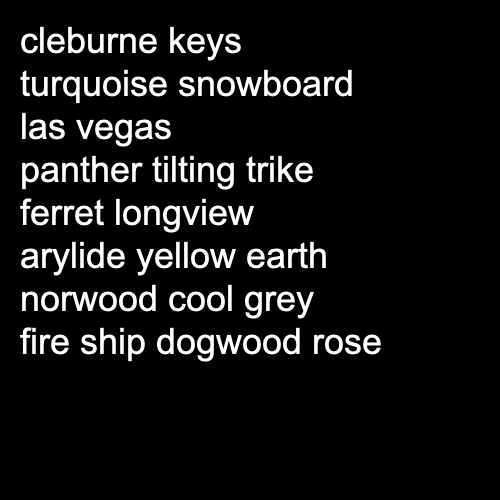 cleburne keys
turquoise snowboard
las vegas
panther tilting trike
ferret longview
arylide yellow earth
norwood cool grey
fire ship dogwood rose